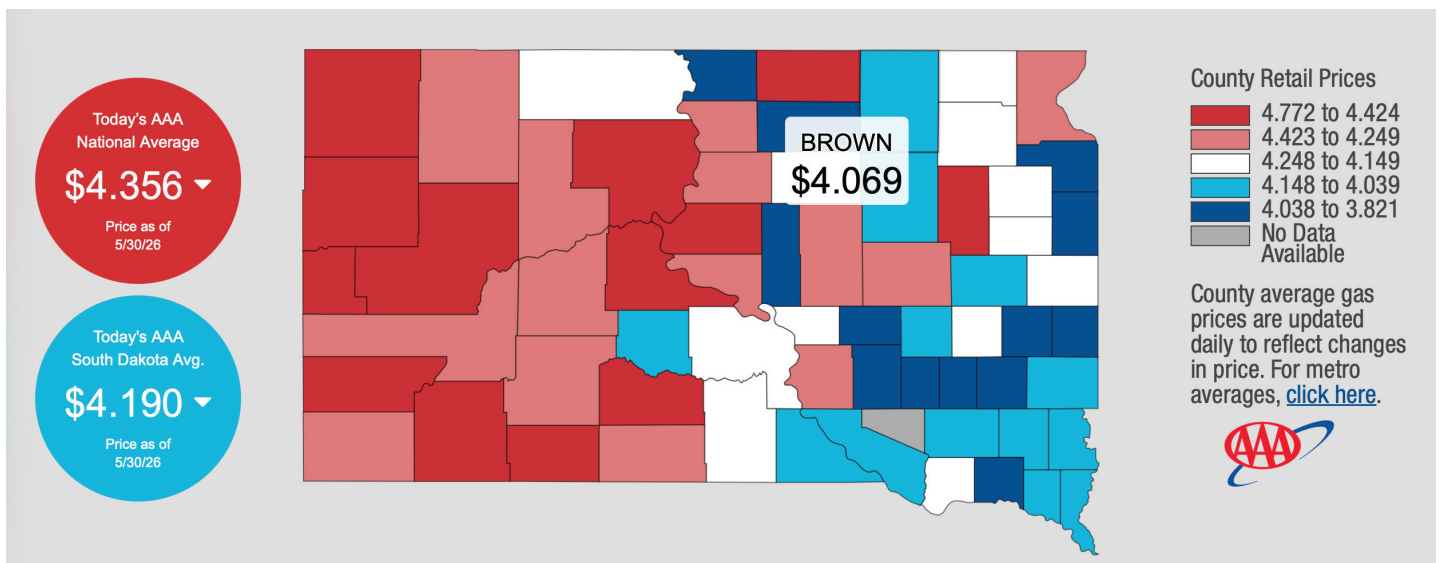 Today's AAA
National Average
$4.356
Price as of
5/30/26
Today's AAA
South Dakota Avg.
$4.190
Price as of
5/30/26
BROWN
$4.069
County Retail Prices
4.772 to 4.424
4.423 to 4.249
4.248 to 4.149
4.148 to 4.039
4.038 to 3.821
No Data
Available
County average gas
prices are updated
daily to reflect changes
in price. For metro
averages, click here.
AAA